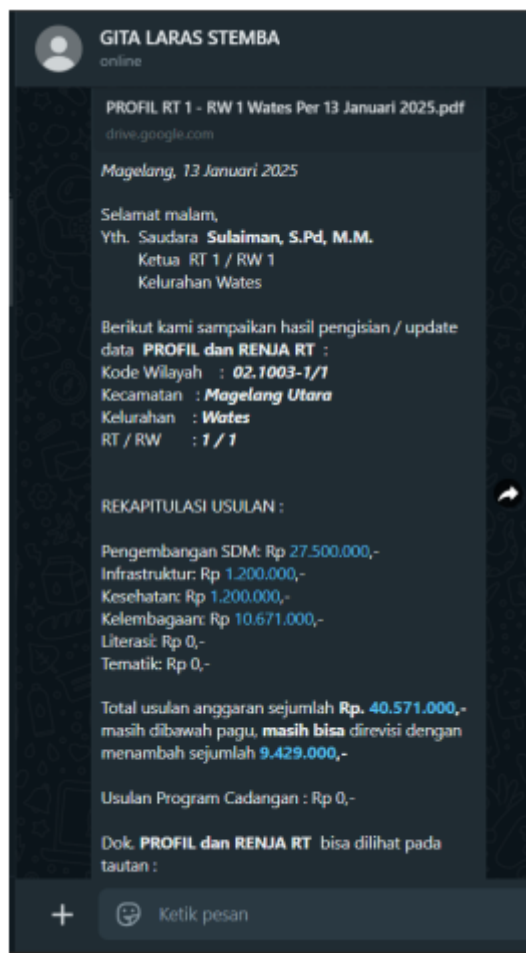 GITA LARAS STEMBA
online
PROFIL RT 1 - RW 1 Wates Per 13 Januari 2025.pdf
drive.google.com
Magelang, 13 Januari 2025
Selamat malam,
Yth. Saudara Sulaiman, S.Pd, M.M.
Ketua RT 1 / RW 1
Kelurahan Wates
Berikut kami sampaikan hasil pengisian / update
data PROFIL dan RENJA RT :
Kode Wilayah : 02.1003-1/1
Kecamatan : Magelang Utara
Kelurahan : Wates
RT / RW : 1 / 1
REKAPITULASI USULAN :
Pengembangan SDM: Rp 27.500.000,-
Infrastruktur: Rp 1.200.000,-
Kesehatan: Rp 1.200.000,-
Kelembagaan: Rp 10.671.000,-
Literasi: Rp 0,-
Tematik: Rp 0,-
Total usulan anggaran sejumlah Rp. 40.571.000,-
masih dibawah pagu, masih bisa direvisi dengan
menambah sejumlah 9.429.000,-
Usulan Program Cadangan : Rp 0,-
Dok. PROFIL dan RENJA RT bisa dilihat pada
tautan :
Ketik pesan